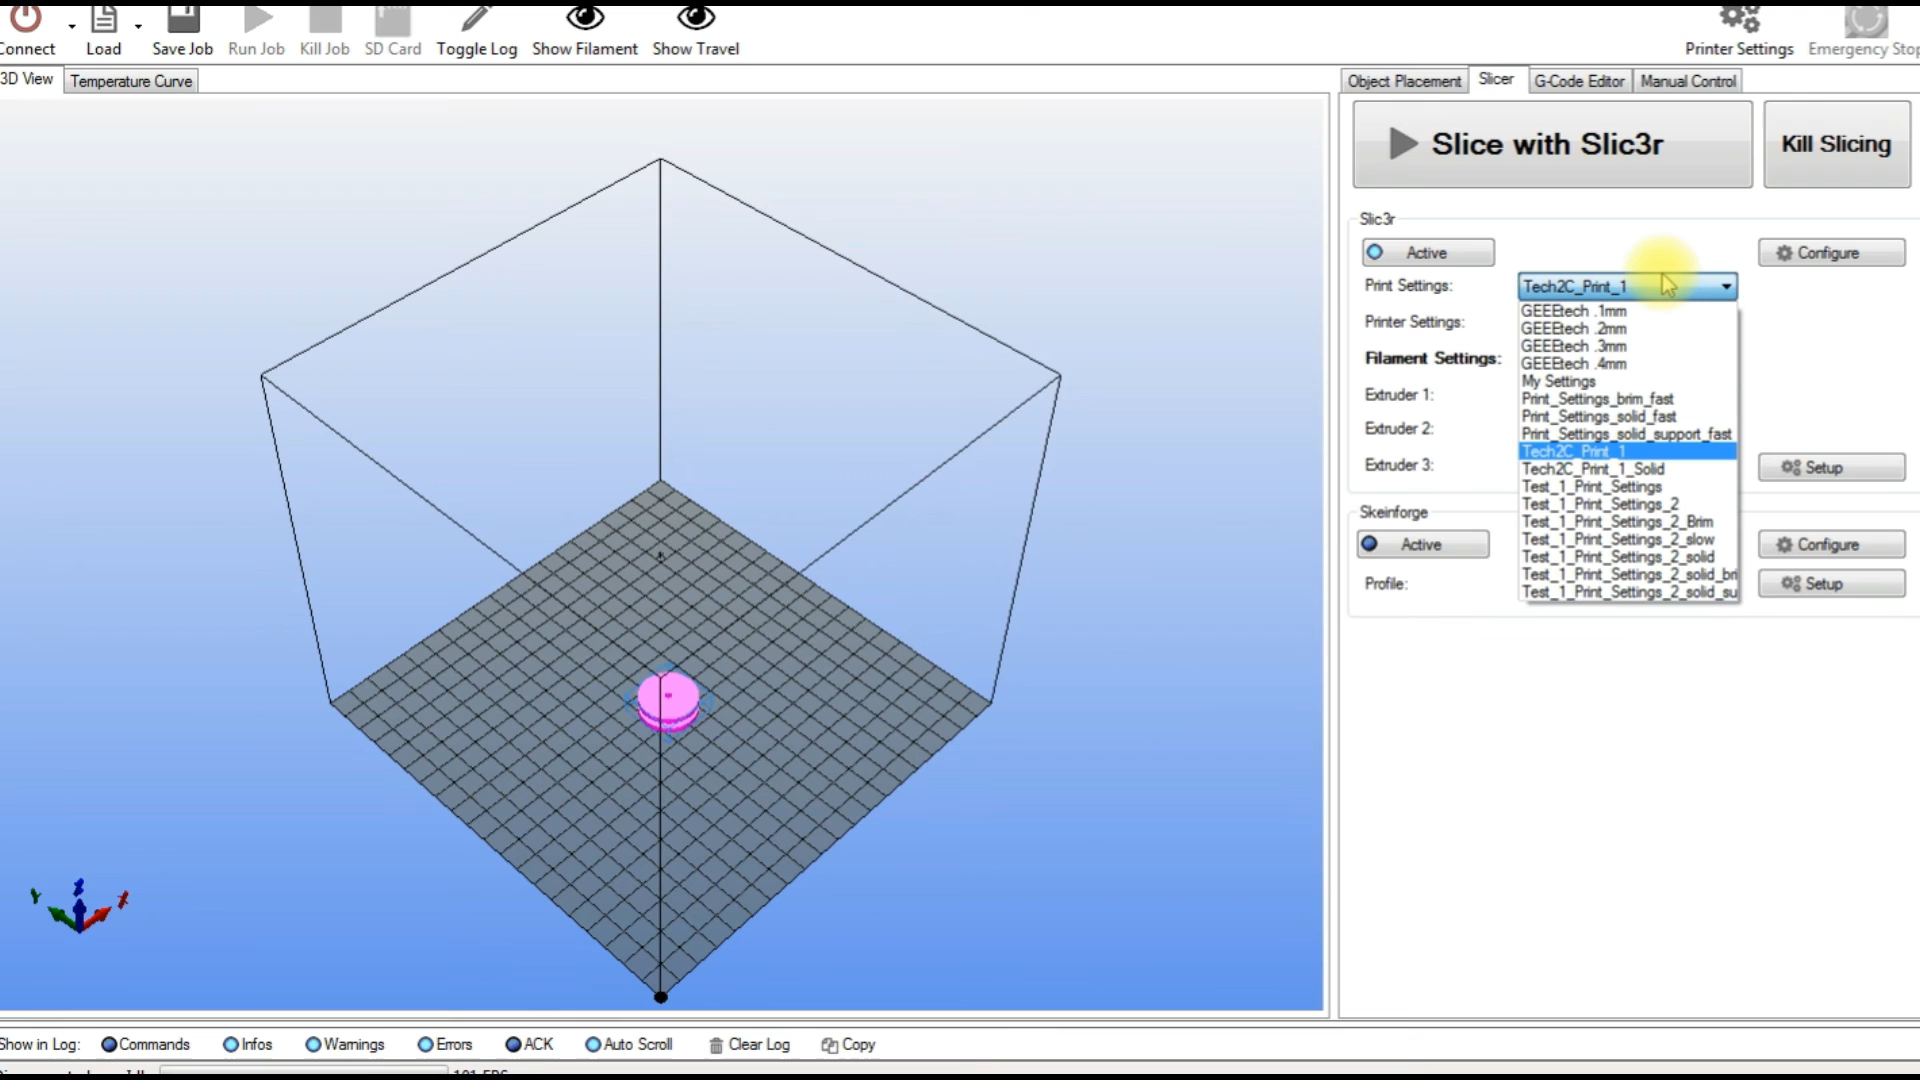 Connect Load Save Job Run Job Kill Job SD Card Toggle Log Show Filament Show Travel Printer Settings Emergency Stop
3D View Temperature Curve
Object Placement Slicer G-Code Editor Manual Control
Slice with Slic3r Kill Slicing
Slic3r
Active Configure
Print Settings: Tech2C_Print_1
GEEEtech .1mm
GEEEtech .2mm
GEEEtech .3mm
GEEEtech .4mm
My Settings
Print_Settings_brim_fast
Print_Settings_solid_fast
Print_Settings_solid_support_fast
Tech2C_Print_1
Tech2C_Print_1_Solid
Test_1_Print_Settings
Test_1_Print_Settings_2
Test_1_Print_Settings_2_Brim
Test_1_Print_Settings_2_slow
Test_1_Print_Settings_2_solid
Test_1_Print_Settings_2_solid_bri
Test_1_Print_Settings_2_solid_su
Printer Settings:
Filament Settings:
Extruder 1:
Extruder 2:
Extruder 3: Setup
Skeinforge
Active Configure
Profile: Setup
Y Z X
Show in Log: Commands Infos Warnings Errors ACK Auto Scroll Clear Log Copy